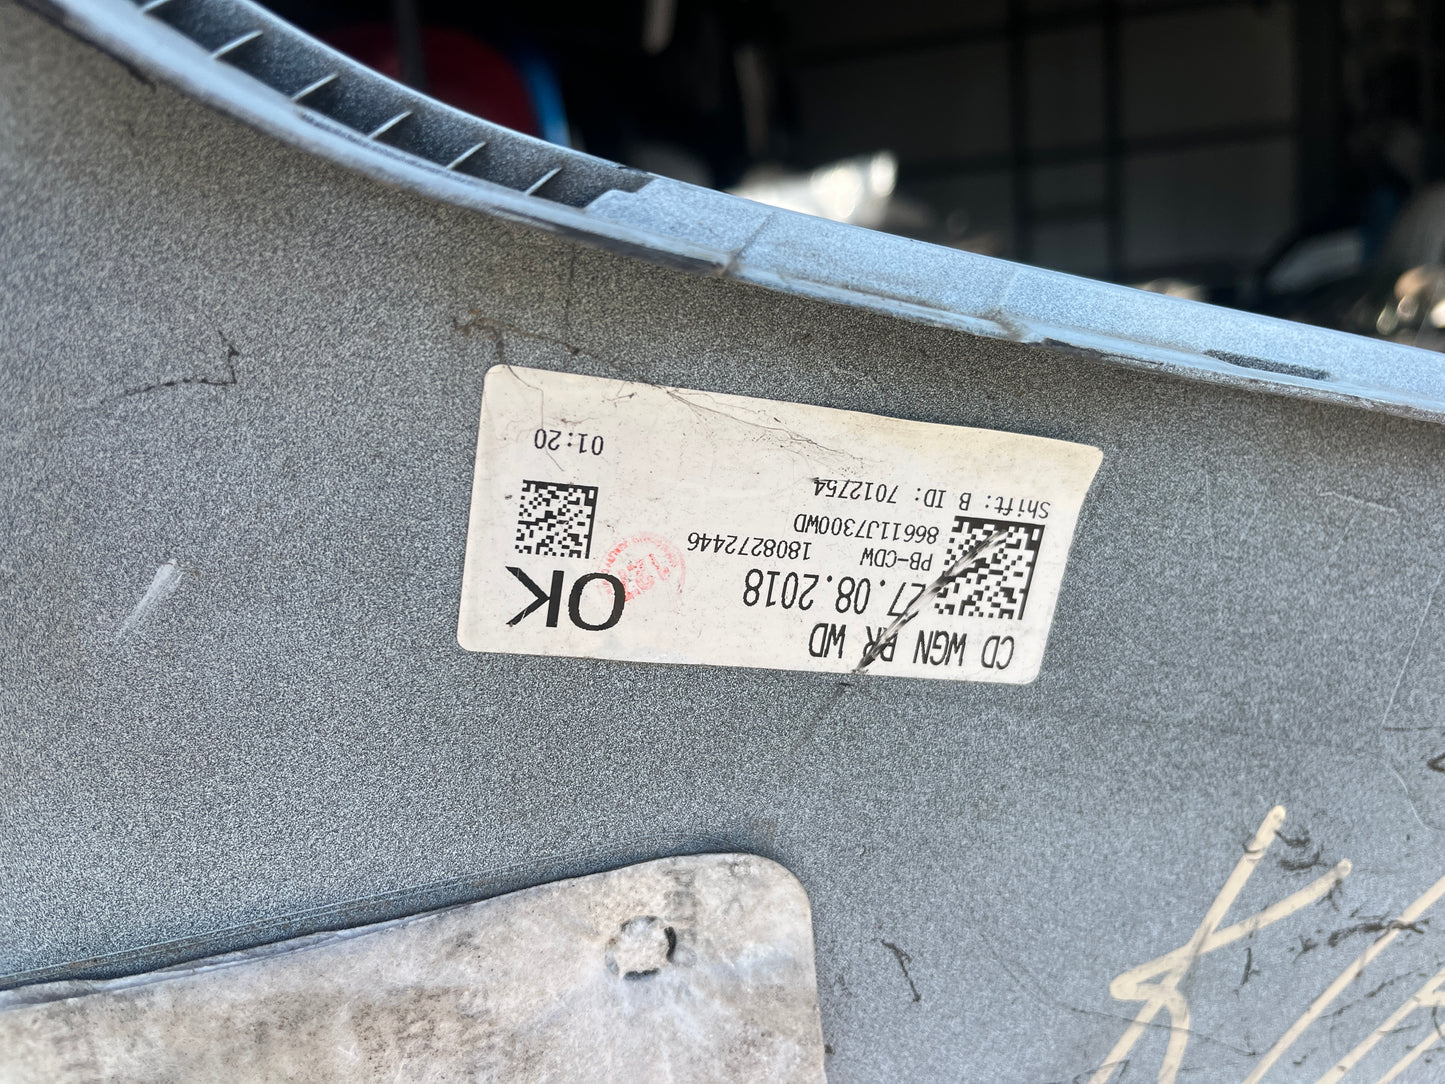 CD WGN RR WD
27.08.2018
PB-CDW 1808272446
86611J7300WD
Shift: B ID: 7012754
OK
01:20